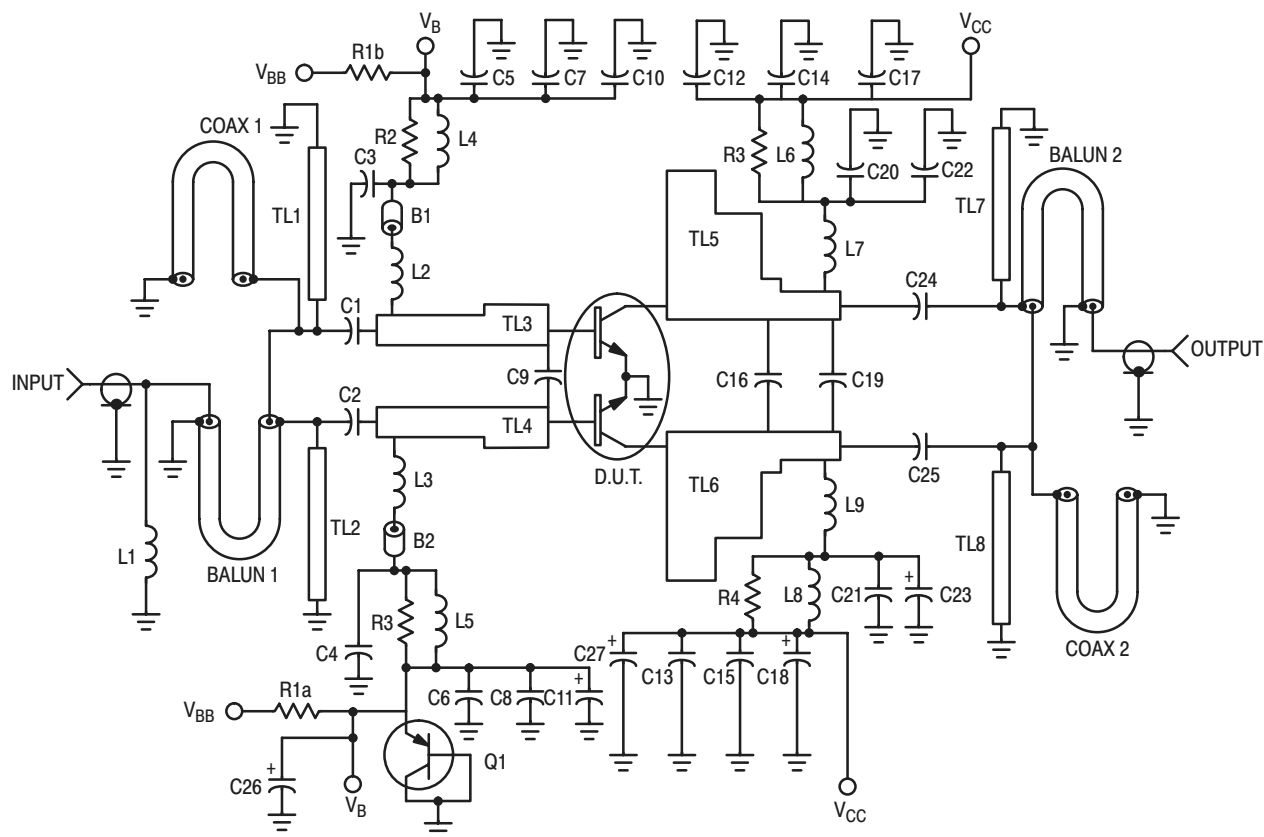 V_B
V_CC
R1b
V_BB
C5
C7
C10
C12
C14
C17
COAX 1
R2
L4
R3
L6
BALUN 2
C3
C20
C22
TL1
B1
TL5
TL7
L2
L7
C24
C1
TL3
OUTPUT
INPUT
C9
C16
C19
C2
TL4
C25
D.U.T.
L3
TL6
L9
TL2
B2
TL8
L1
BALUN 1
R3
L5
R4
L8
C21
+
C23
C4
COAX 2
+
C27
C13
C15
+
C18
R1a
C6
C8
C11
+
V_BB
Q1
+
C26
V_B
V_CC